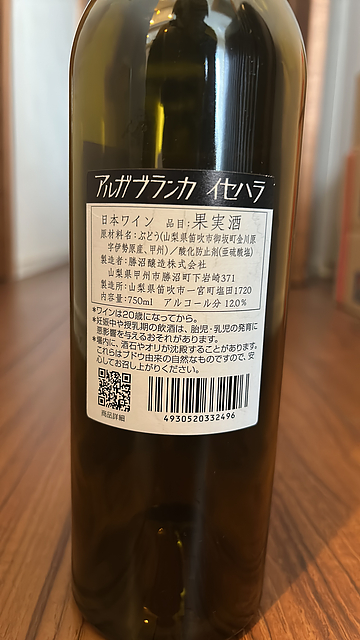 アルガブランカ イセハラ
日本ワイン 品目:果実酒
原材料名:ぶどう(山梨県笛吹市御坂町金川原
字伊勢原産、甲州)/酸化防止剤(亜硫酸塩)
製造者:勝沼醸造株式会社
山梨県甲州市勝沼町下岩崎371
製造所:山梨県笛吹市一宮町塩田1720
内容量:750ml アルコール分 12.0%
*ワインは20歳になってから。
*妊娠中や授乳期の飲酒は、胎児・乳児の発育に
悪影響を与えるおそれがあります。
*壜内に、酒石やオリが沈殿することがあります。
これらはブドウ由来の自然なものですので、安
心してお召し上がりください。
商品詳細
4930520332496